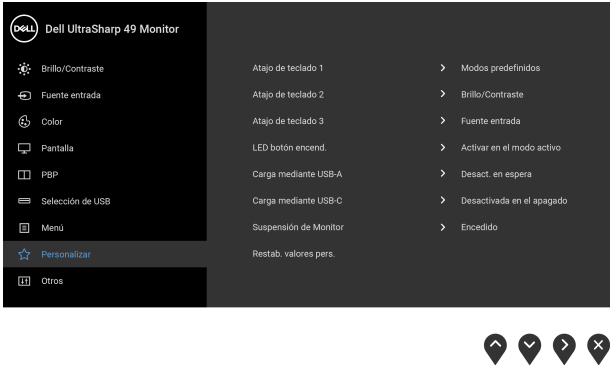 DELL Dell UltraSharp 49 Monitor
Brillo/Contraste
Fuente entrada
Color
Pantalla
PBP
Selección de USB
Menú
Personalizar
Otros
Atajo de teclado 1 Modos predefinidos
Atajo de teclado 2 Brillo/Contraste
Atajo de teclado 3 Fuente entrada
LED botón encend. Activar en el modo activo
Carga mediante USB-A Desact. en espera
Carga mediante USB-C Desactivada en el apagado
Suspensión de Monitor Encedido
Restab. valores pers.